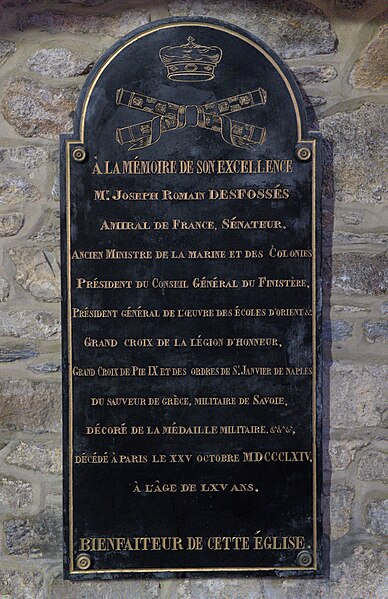 À LA MÉMOIRE DE SON EXCELLENCE
Mr. JOSEPH ROMAIN DESFOSSÉS
AMIRAL DE FRANCE, SÉNATEUR,
ANCIEN MINISTRE DE LA MARINE ET DES COLONIES
PRÉSIDENT DU CONSEIL GÉNÉRAL DU FINISTÈRE,
PRÉSIDENT GÉNÉRAL DE L'ŒUVRE DES ÉCOLES D'ORIENT &c
GRAND CROIX DE LA LÉGION D'HONNEUR,
GRAND CROIX DE PIE IX ET DES ORDRES DE St. JANVIER DE NAPLES
DU SAUVEUR DE GRÈCE, MILITAIRE DE SAVOIE,
DÉCORÉ DE LA MÉDAILLE MILITAIRE, &a &a &a,
DÉCÉDÉ À PARIS LE XXV OCTOBRE MDCCCLXIV,
À L'ÂGE DE LXV ANS.
BIENFAITEUR DE CETTE ÉGLISE.